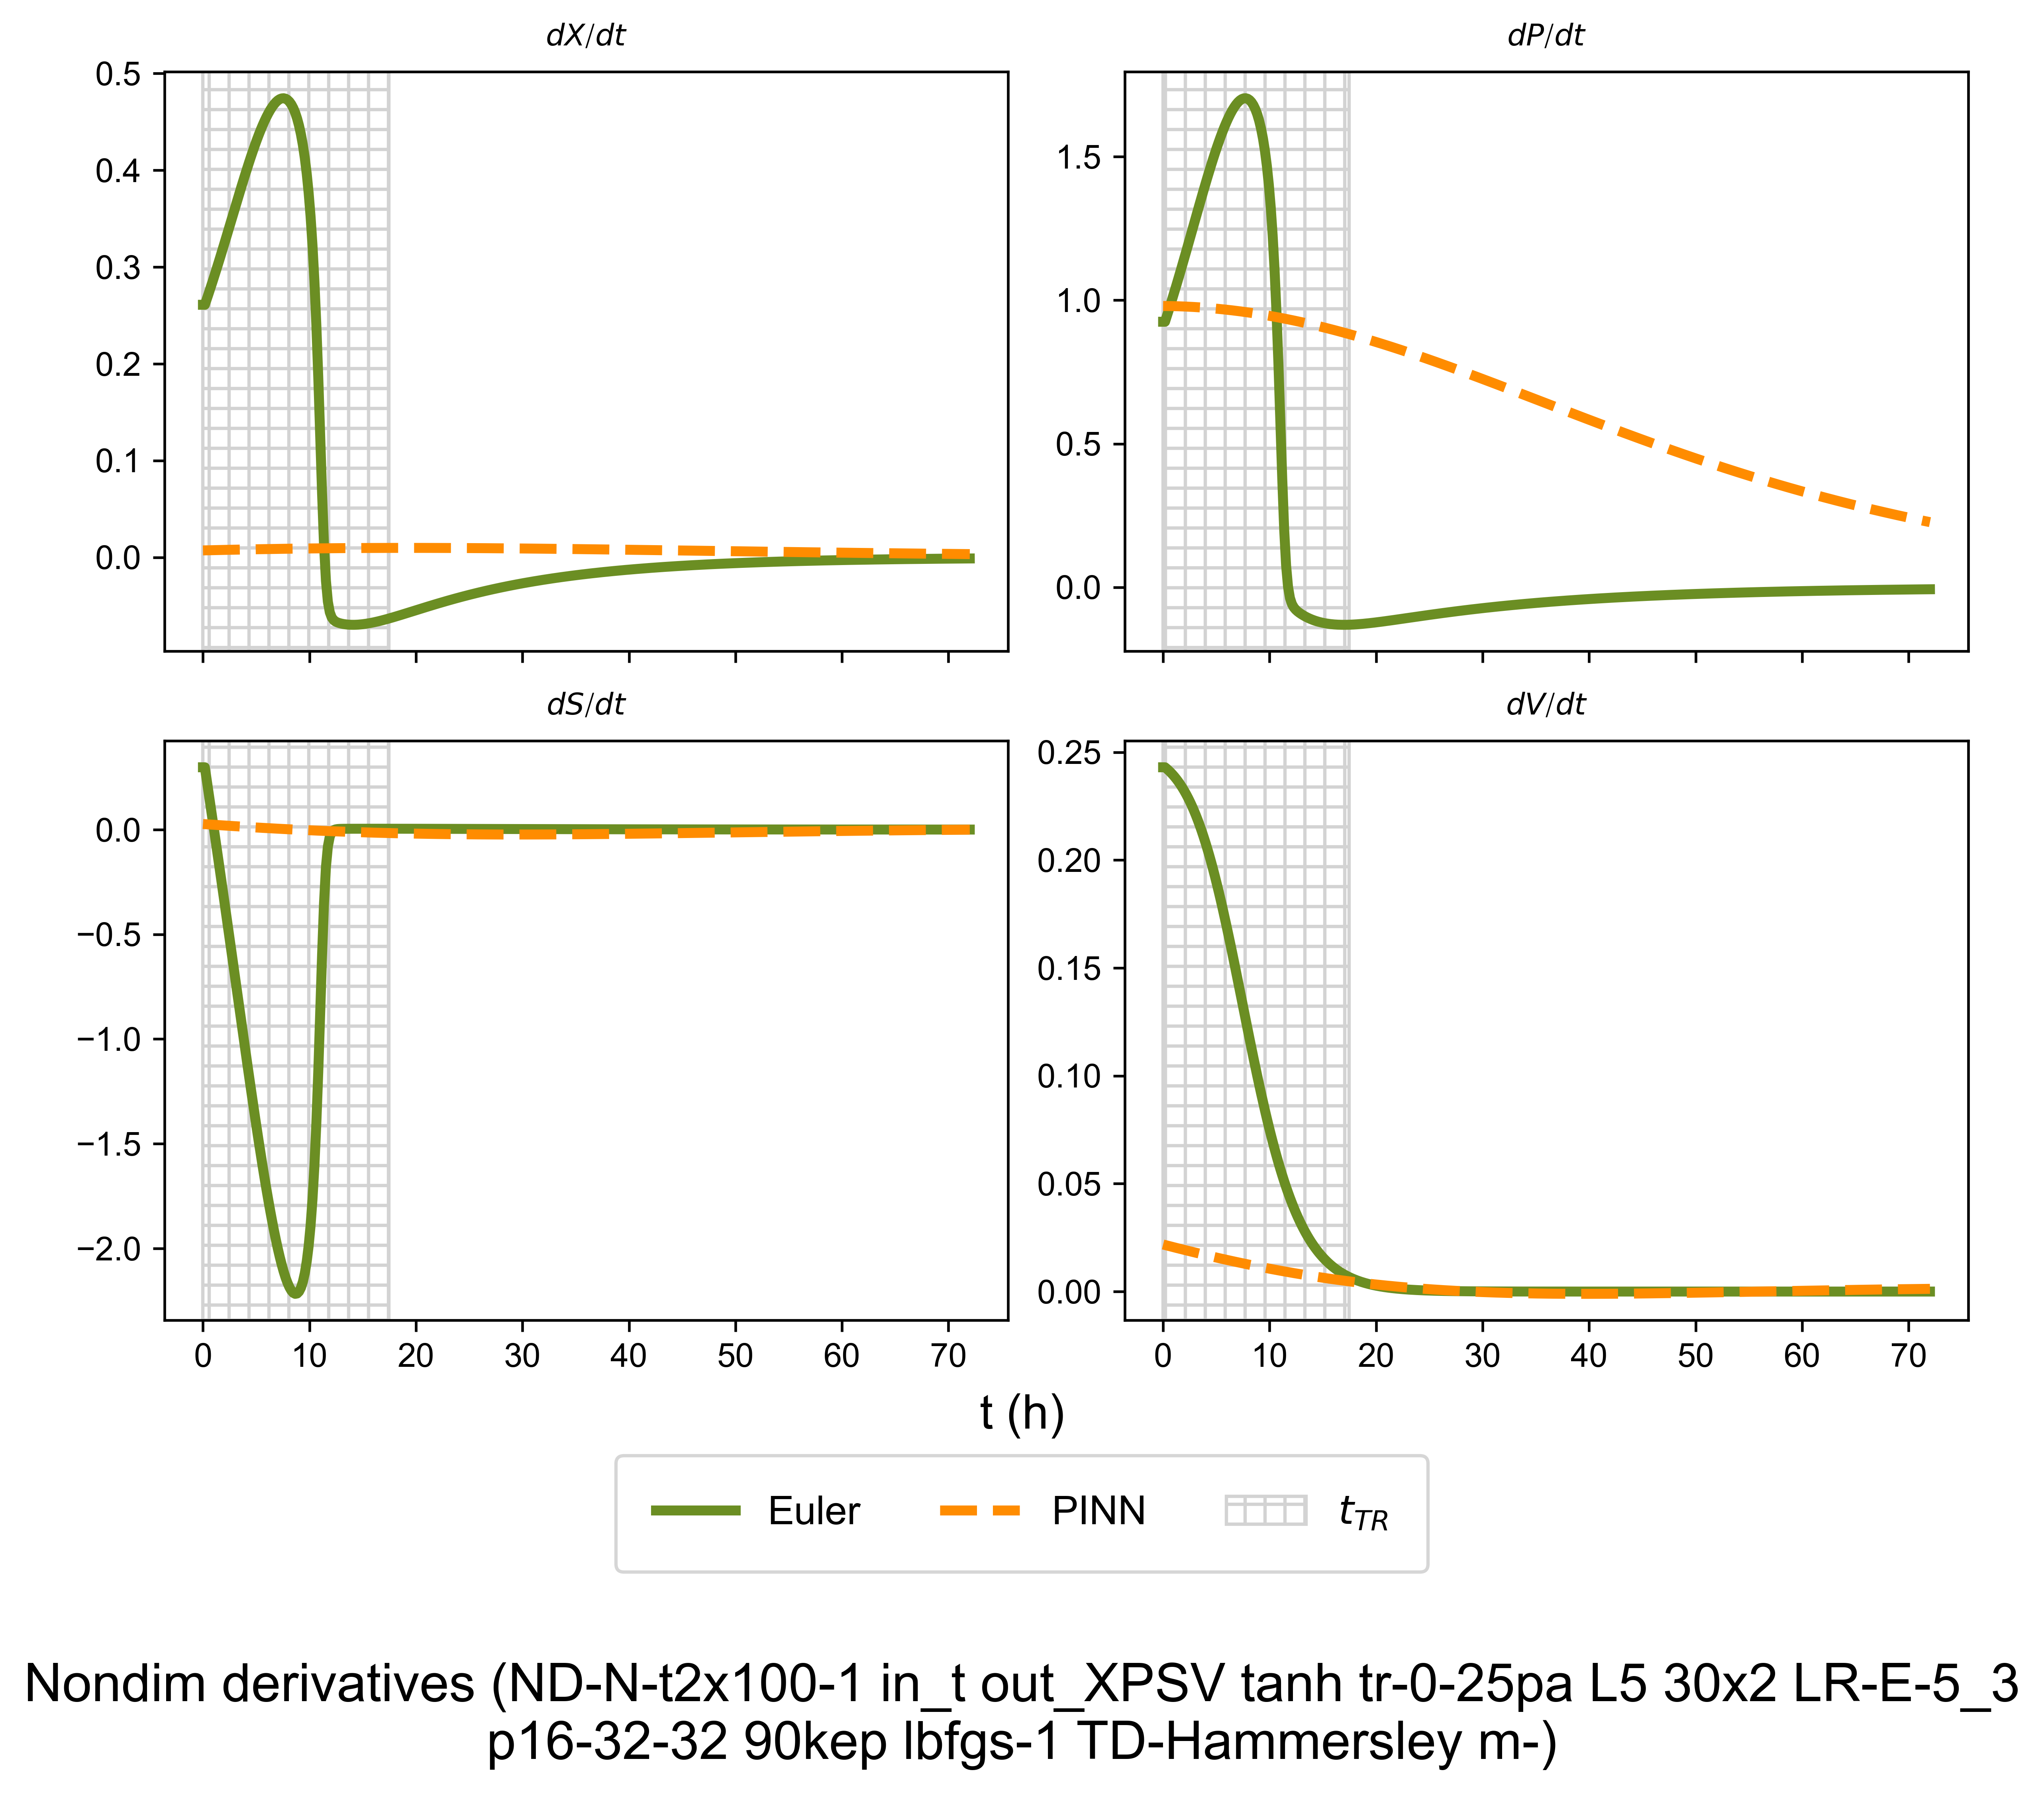 dX/dt
dP/dt
0.5
0.4
0.3
0.2
0.1
0.0
1.5
1.0
0.5
0.0
dS/dt
dV/dt
0.0
−0.5
−1.0
−1.5
−2.0
0.25
0.20
0.15
0.10
0.05
0.00
0 10 20 30 40 50 60 70
0 10 20 30 40 50 60 70
t (h)
Euler PINN t_TR
Nondim derivatives (ND-N-t2x100-1 in_t out_XPSV tanh tr-0-25pa L5 30x2 LR-E-5_3
p16-32-32 90kep lbfgs-1 TD-Hammersley m-)